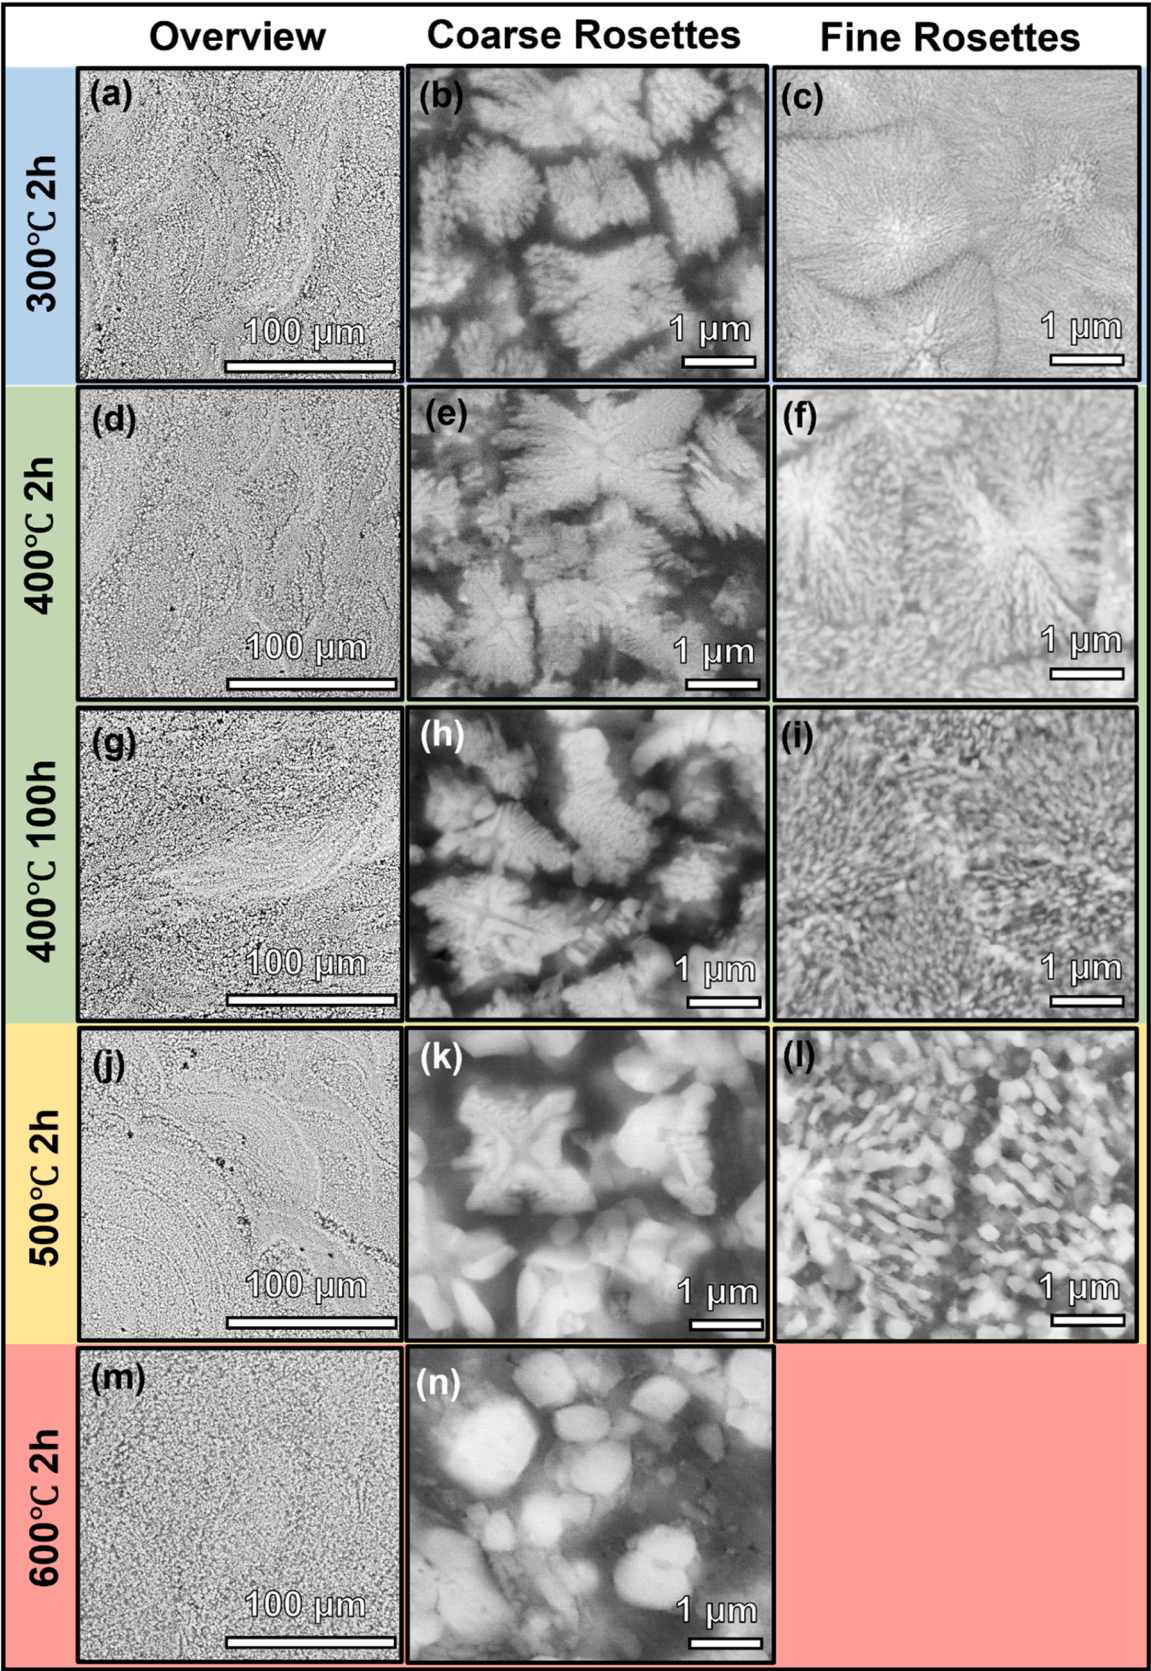 Overview Coarse Rosettes Fine Rosettes
300℃ 2h
(a) 100 μm
(b) 1 μm
(c) 1 μm
400℃ 2h
(d) 100 μm
(e) 1 μm
(f) 1 μm
400℃ 100h
(g) 100 μm
(h) 1 μm
(i) 1 μm
500℃ 2h
(j) 100 μm
(k) 1 μm
(l) 1 μm
600℃ 2h
(m) 100 μm
(n) 1 μm